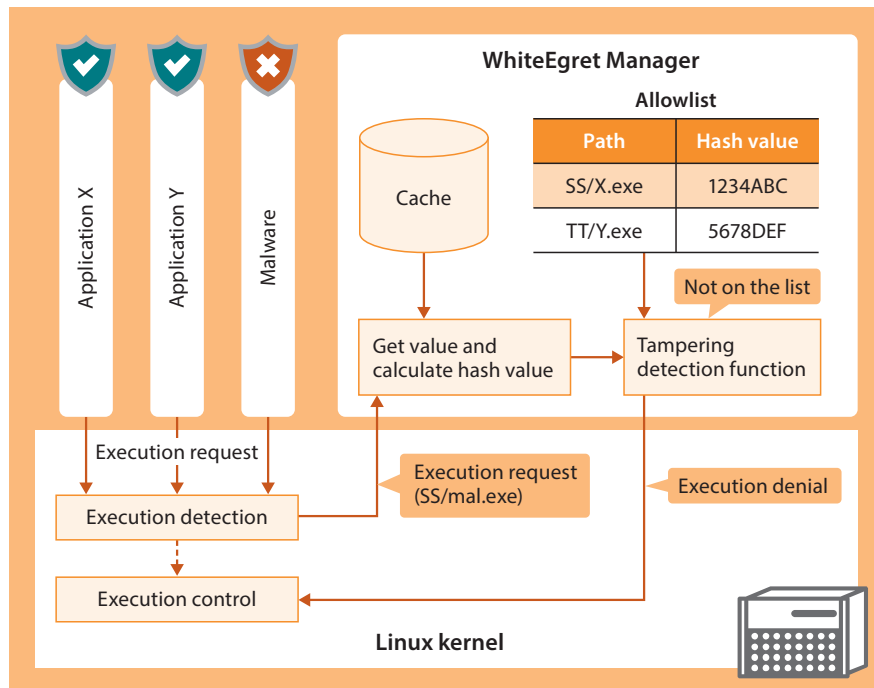 WhiteEgret Manager
Allowlist
Path Hash value
SS/X.exe 1234ABC
TT/Y.exe 5678DEF
Cache
Application X
Application Y
Malware
Not on the list
Get value and
calculate hash value
Tampering
detection function
Execution request
Execution request
(SS/mal.exe)
Execution denial
Execution detection
Execution control
Linux kernel